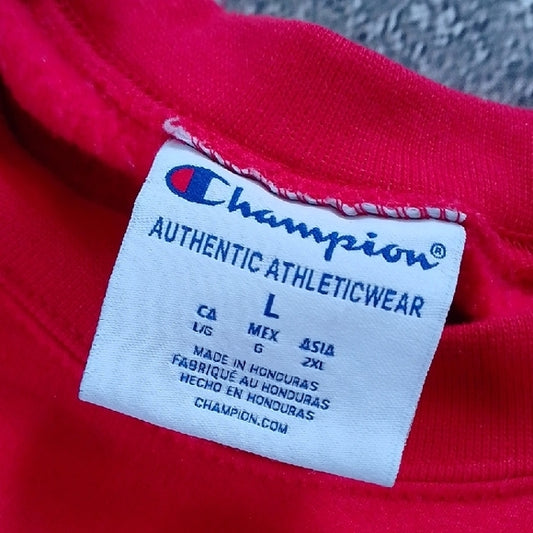 Champion®
AUTHENTIC ATHLETICWEAR
L
CA MEX ASIA
L/G G 2XL
MADE IN HONDURAS
FABRIQUÉ AU HONDURAS
HECHO EN HONDURAS
CHAMPION.COM